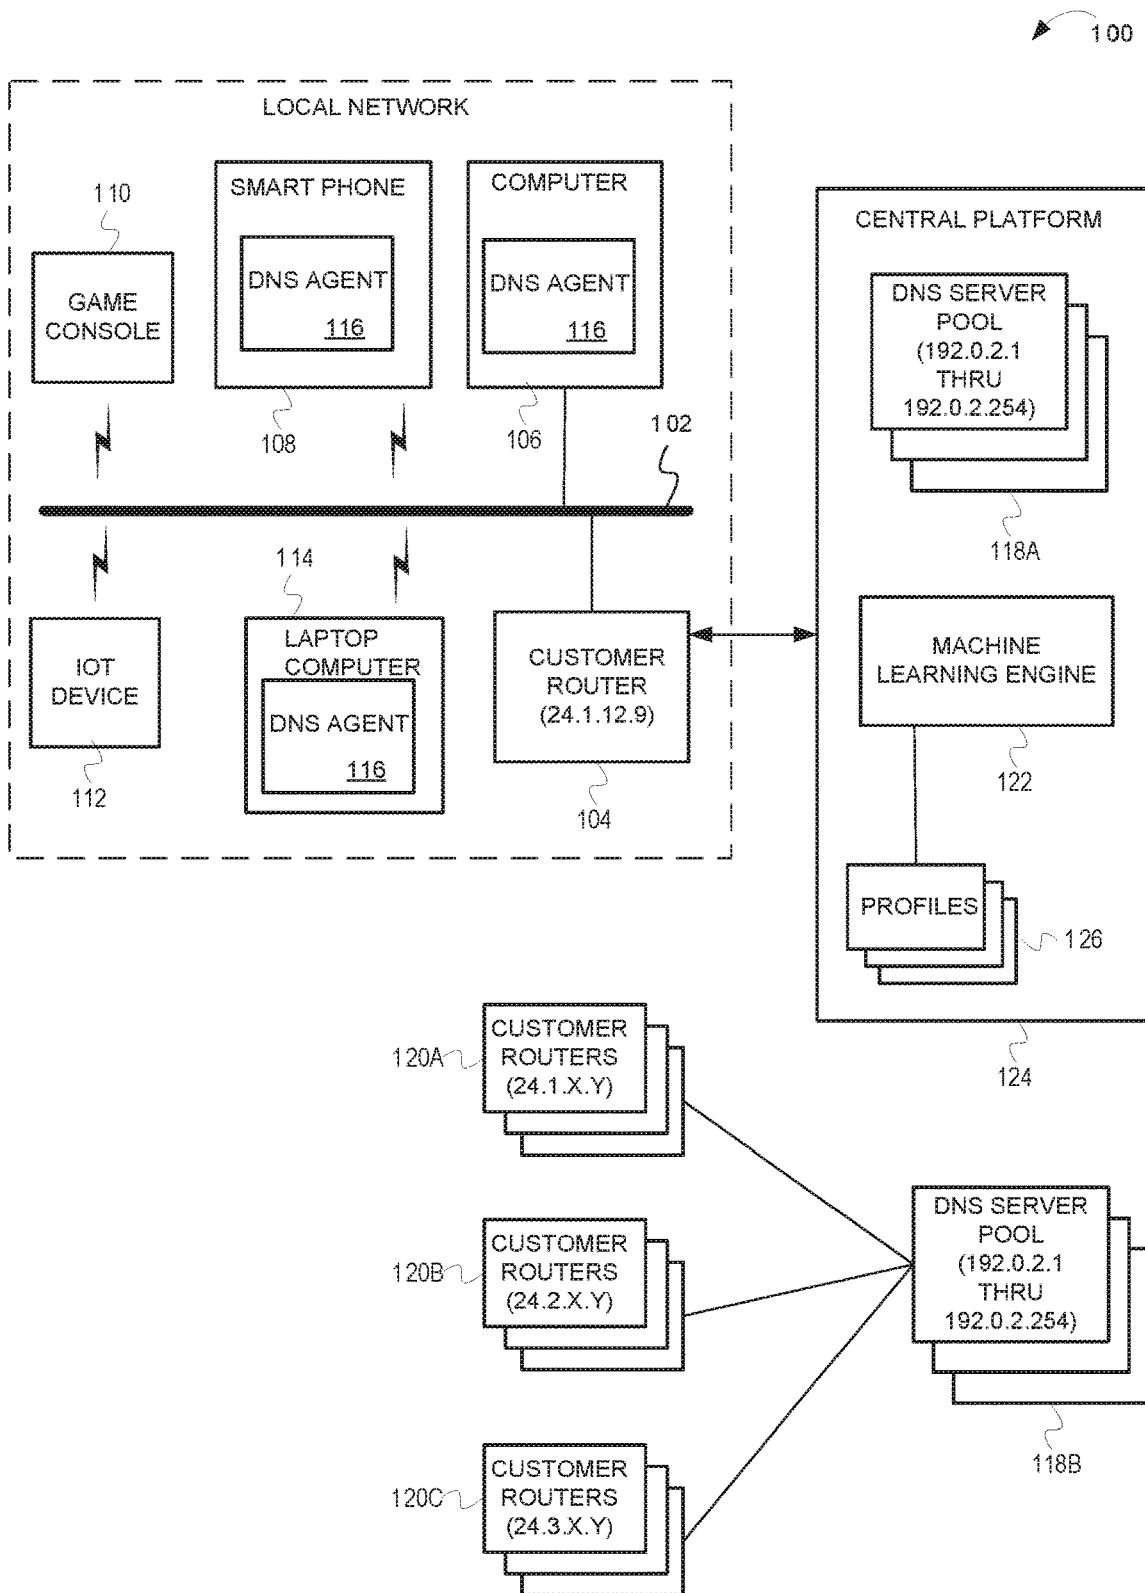 100
LOCAL NETWORK
110
GAME
CONSOLE
SMART PHONE
DNS AGENT
116
108
COMPUTER
DNS AGENT
116
106
102
114
IOT
DEVICE
112
LAPTOP
COMPUTER
DNS AGENT
116
CUSTOMER
ROUTER
(24.1.12.9)
104
CENTRAL PLATFORM
DNS SERVER
POOL
(192.0.2.1
THRU
192.0.2.254)
118A
MACHINE
LEARNING ENGINE
122
PROFILES
126
124
120A
CUSTOMER
ROUTERS
(24.1.X.Y)
120B
CUSTOMER
ROUTERS
(24.2.X.Y)
120C
CUSTOMER
ROUTERS
(24.3.X.Y)
DNS SERVER
POOL
(192.0.2.1
THRU
192.0.2.254)
118B